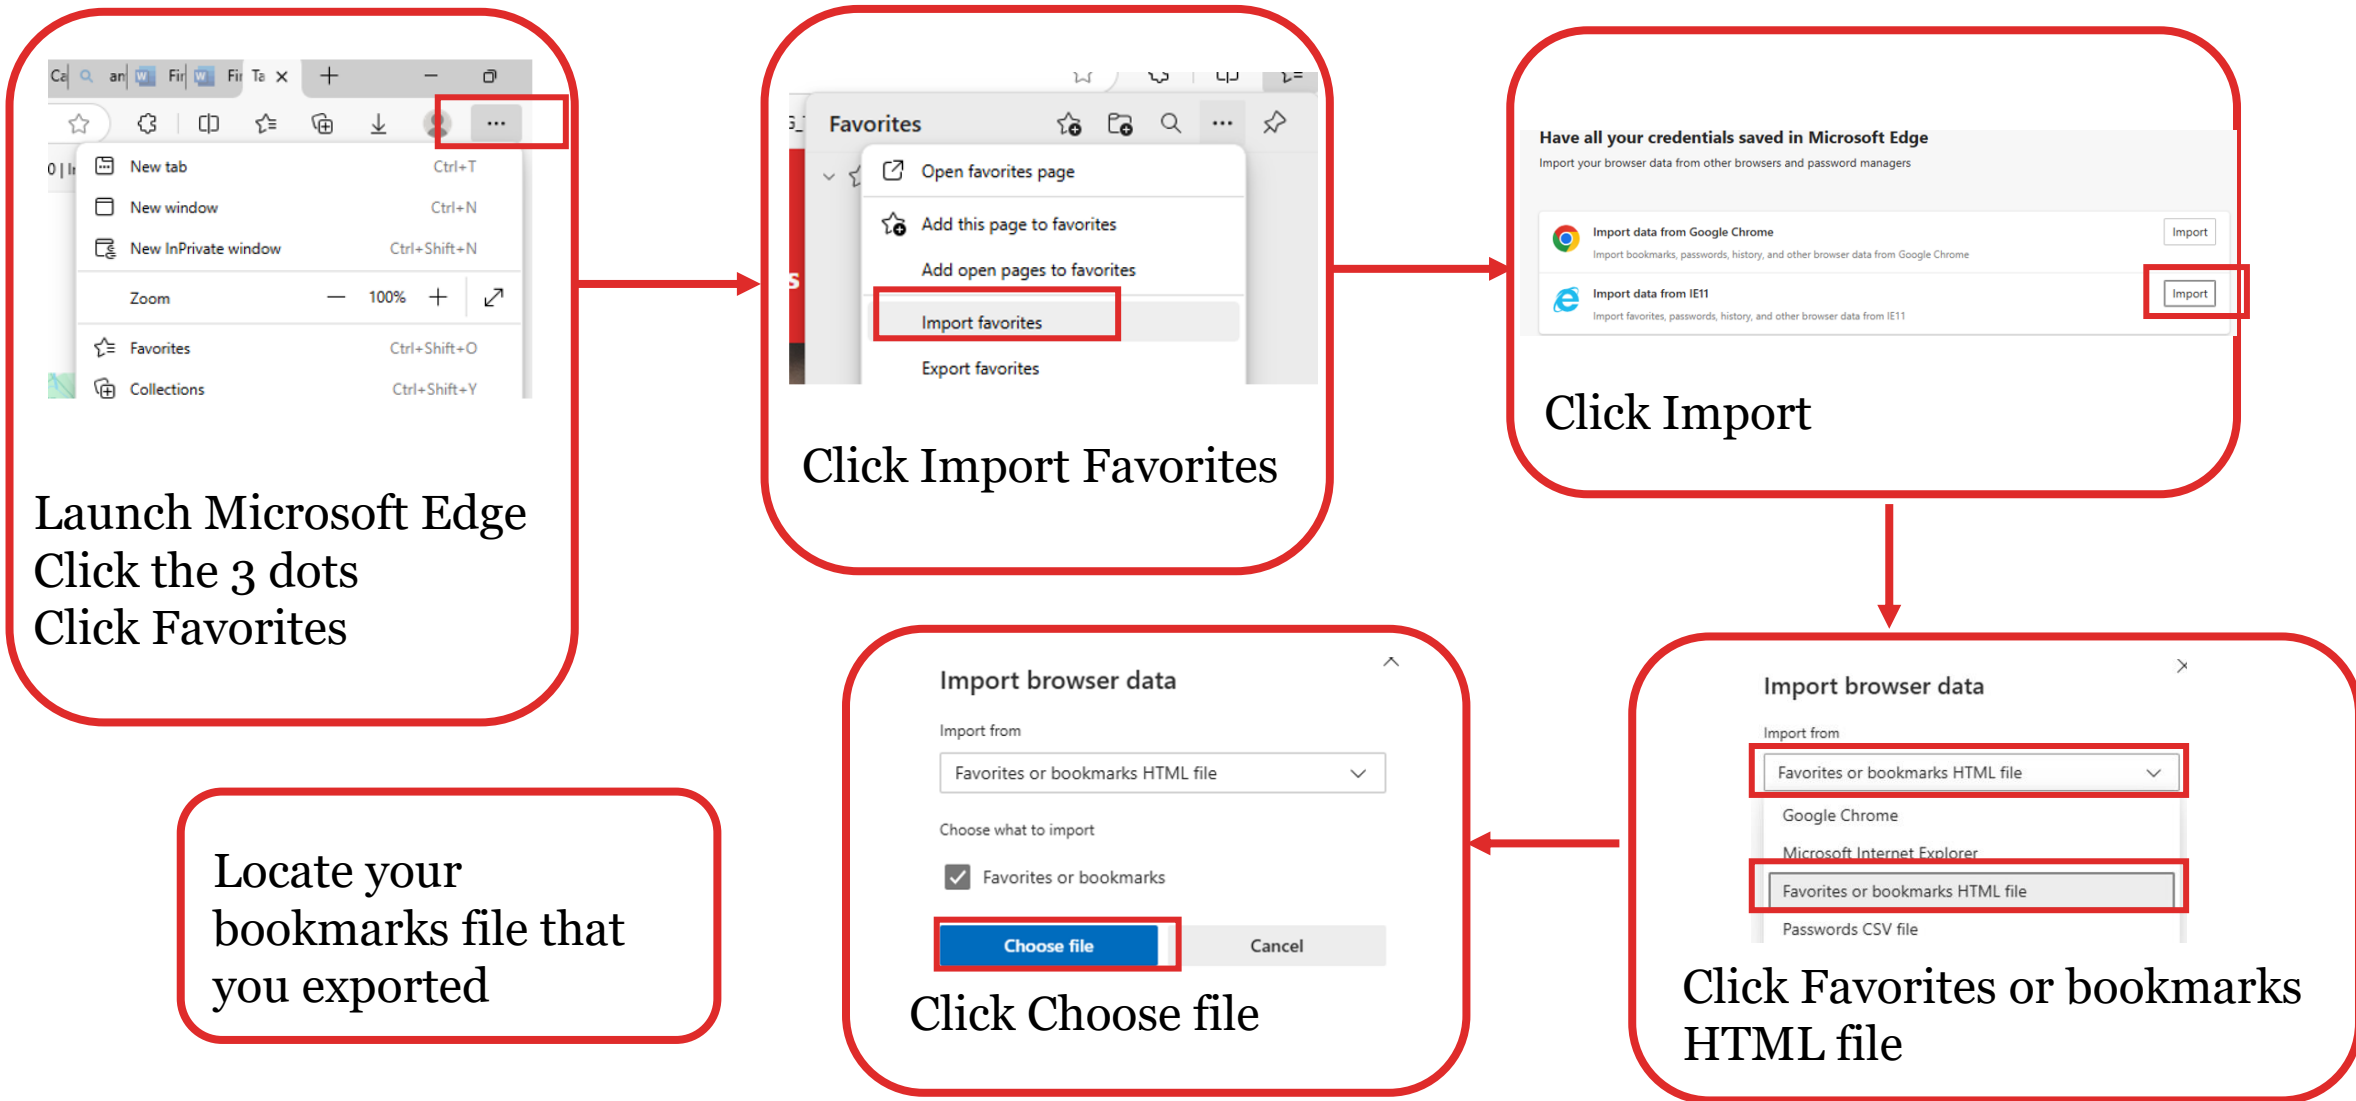 Ca an Fir Fir Ta
New tab Ctrl+T
New window Ctrl+N
New InPrivate window Ctrl+Shift+N
Zoom 100%
Favorites Ctrl+Shift+O
Collections Ctrl+Shift+Y
Launch Microsoft Edge
Click the 3 dots
Click Favorites
Favorites
Open favorites page
Add this page to favorites
Add open pages to favorites
Import favorites
Export favorites
Click Import Favorites
Have all your credentials saved in Microsoft Edge
Import your browser data from other browsers and password managers
Import data from Google Chrome
Import bookmarks, passwords, history, and other browser data from Google Chrome
Import
Import data from IE11
Import favorites, passwords, history, and other browser data from IE11
Import
Click Import
Import browser data
Import from
Favorites or bookmarks HTML file
Google Chrome
Microsoft Internet Explorer
Favorites or bookmarks HTML file
Passwords CSV file
Click Favorites or bookmarks
HTML file
Import browser data
Import from
Favorites or bookmarks HTML file
Choose what to import
Favorites or bookmarks
Choose file Cancel
Click Choose file
Locate your
bookmarks file that
you exported